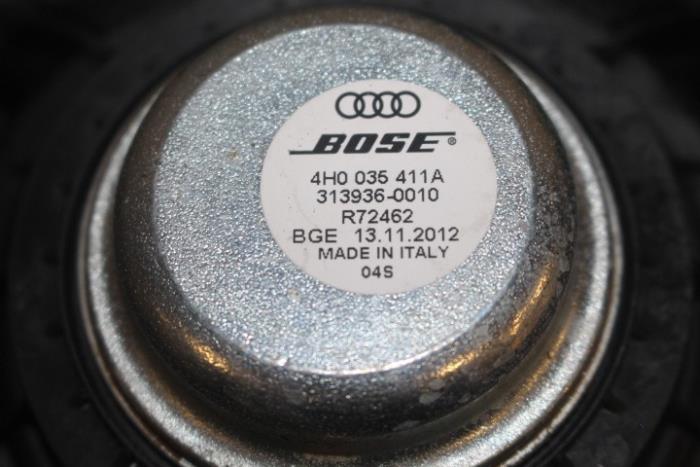 BOSE®
4H0 035 411A
313936-0010
R72462
BGE 13.11.2012
MADE IN ITALY
04S